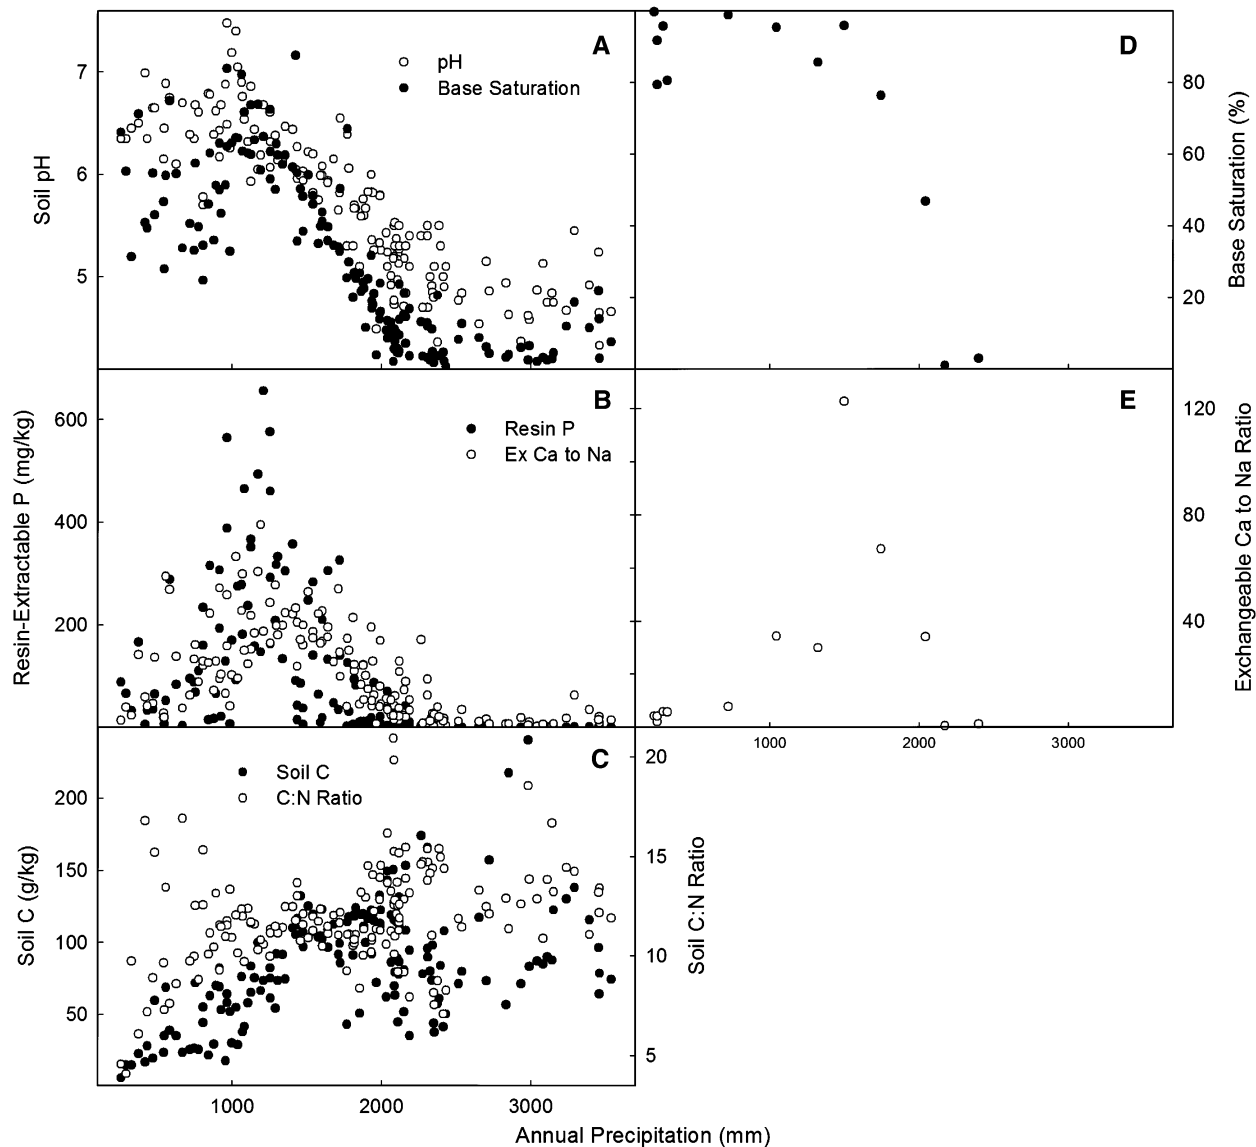 A
pH
Base Saturation
7
6
5
Soil pH
D
80
60
40
20
Base Saturation (%)
B
Resin P
Ex Ca to Na
600
400
200
Resin-Extractable P (mg/kg)
E
120
80
40
Exchangeable Ca to Na Ratio
1000 2000 3000
C
Soil C
C:N Ratio
200
150
100
50
Soil C (g/kg)
20
15
10
5
Soil C:N Ratio
1000 2000 3000
Annual Precipitation (mm)